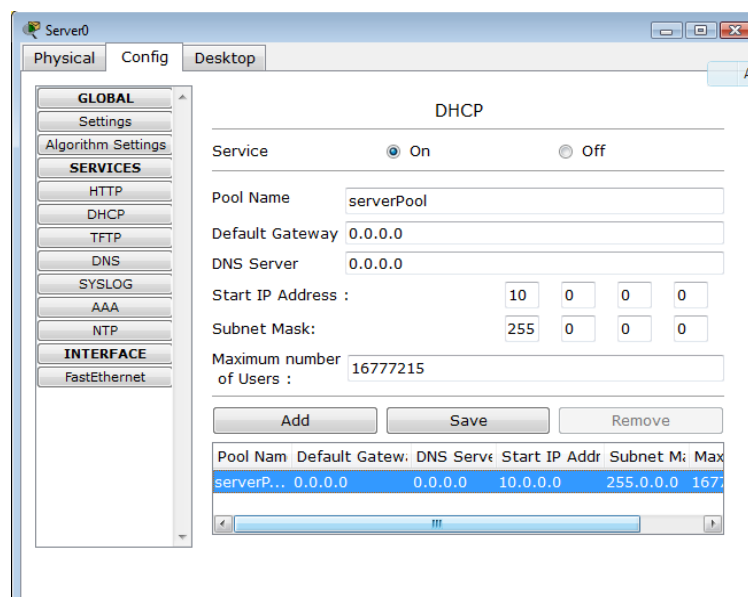 Server0
Physical Config Desktop
A
GLOBAL
Settings
Algorithm Settings
SERVICES
HTTP
DHCP
TFTP
DNS
SYSLOG
AAA
NTP
INTERFACE
FastEthernet
DHCP
Service On Off
Pool Name serverPool
Default Gateway 0.0.0.0
DNS Server 0.0.0.0
Start IP Address : 10 0 0 0
Subnet Mask: 255 0 0 0
Maximum number
of Users : 16777215
Add Save Remove
Pool Nam Default Gatew DNS Serve Start IP Addr Subnet Ma Max
serverP... 0.0.0.0 0.0.0.0 10.0.0.0 255.0.0.0 1677